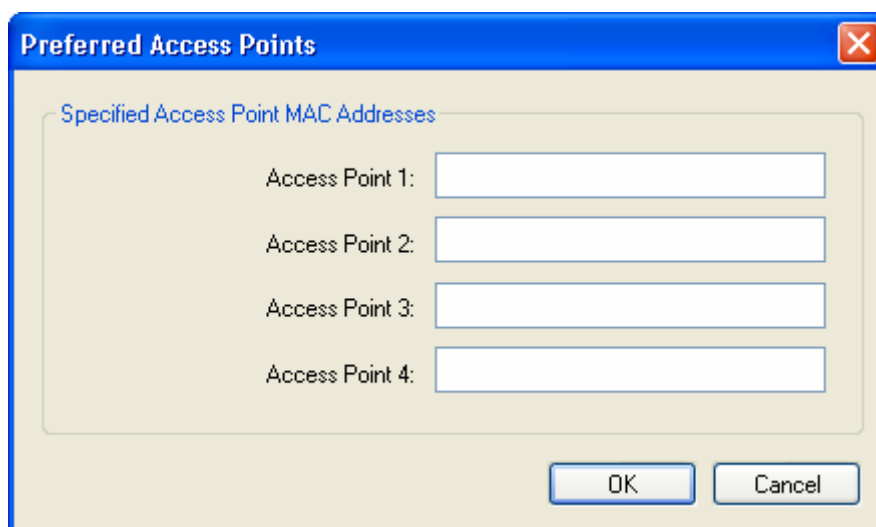 Preferred Access Points
Specified Access Point MAC Addresses
Access Point 1:
Access Point 2:
Access Point 3:
Access Point 4:
OK
Cancel